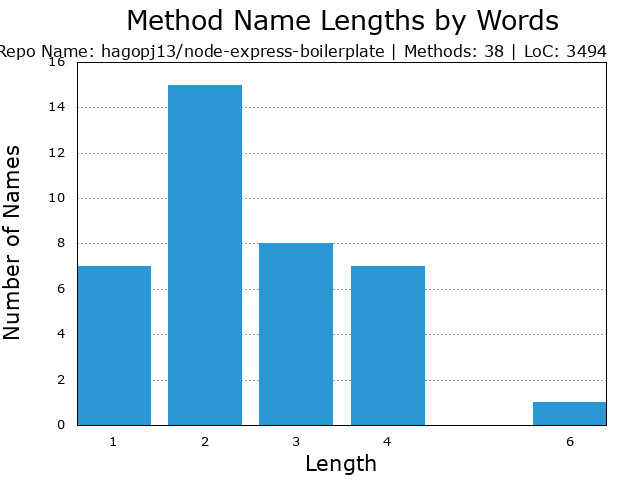 Method Name Lengths by Words
Repo Name: hagopj13/node-express-boilerplate | Methods: 38 | LoC: 3494
Number of Names
16
14
12
10
8
6
4
2
0
1 2 3 4 6
Length